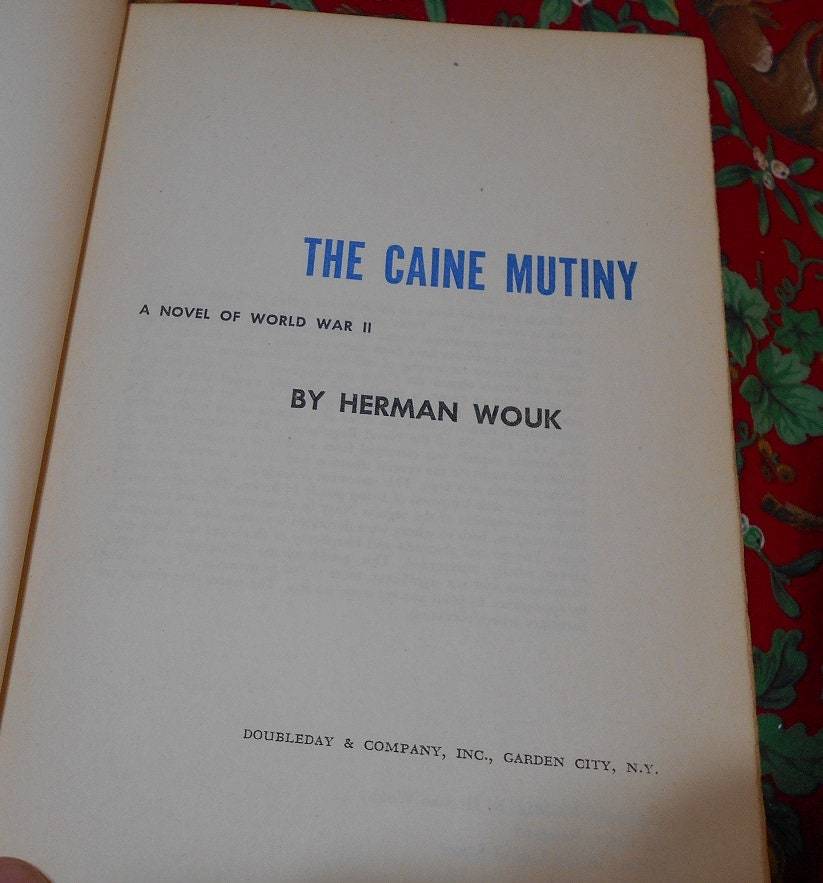 THE CAINE MUTINY
A NOVEL OF WORLD WAR II
BY HERMAN WOUK
DOUBLEDAY & COMPANY, INC., GARDEN CITY, N.Y.